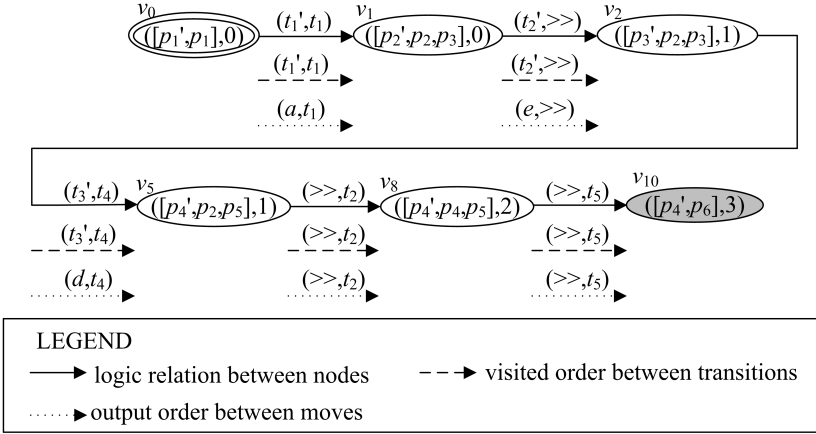 v0 (t1',t1) v1 (t2',>>) v2
([p1',p1],0) ([p2',p2,p3],0) ([p3',p2,p3],1)
(t1',t1) (t2',>>)
(a,t1) (e,>>)
(t3',t4) v5 (>>,t2) v8 (>>,t5) v10
([p4',p2,p5],1) ([p4',p4,p5],2) ([p4',p6],3)
(t3',t4) (>>,t2) (>>,t5)
(d,t4) (>>,t2) (>>,t5)
LEGEND
logic relation between nodes visited order between transitions
output order between moves